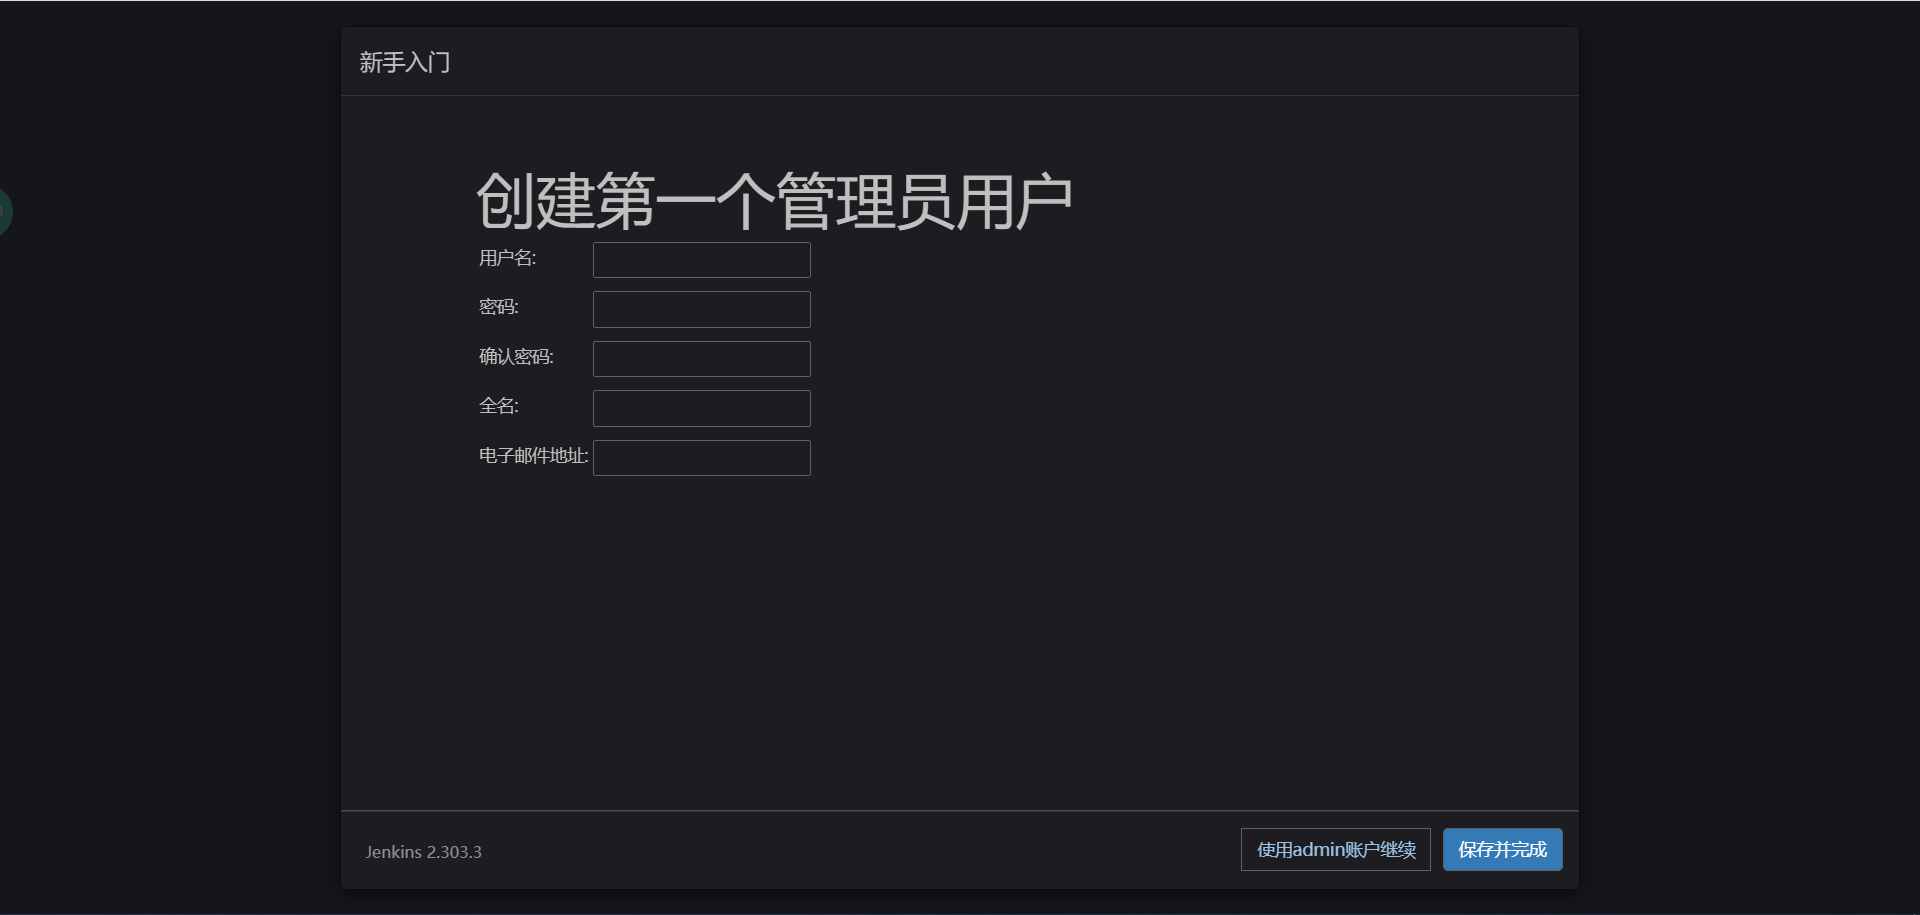 新手入门
创建第一个管理员用户
用户名:
密码:
确认密码:
全名:
电子邮件地址:
Jenkins 2.303.3
使用admin账户继续
保存并完成